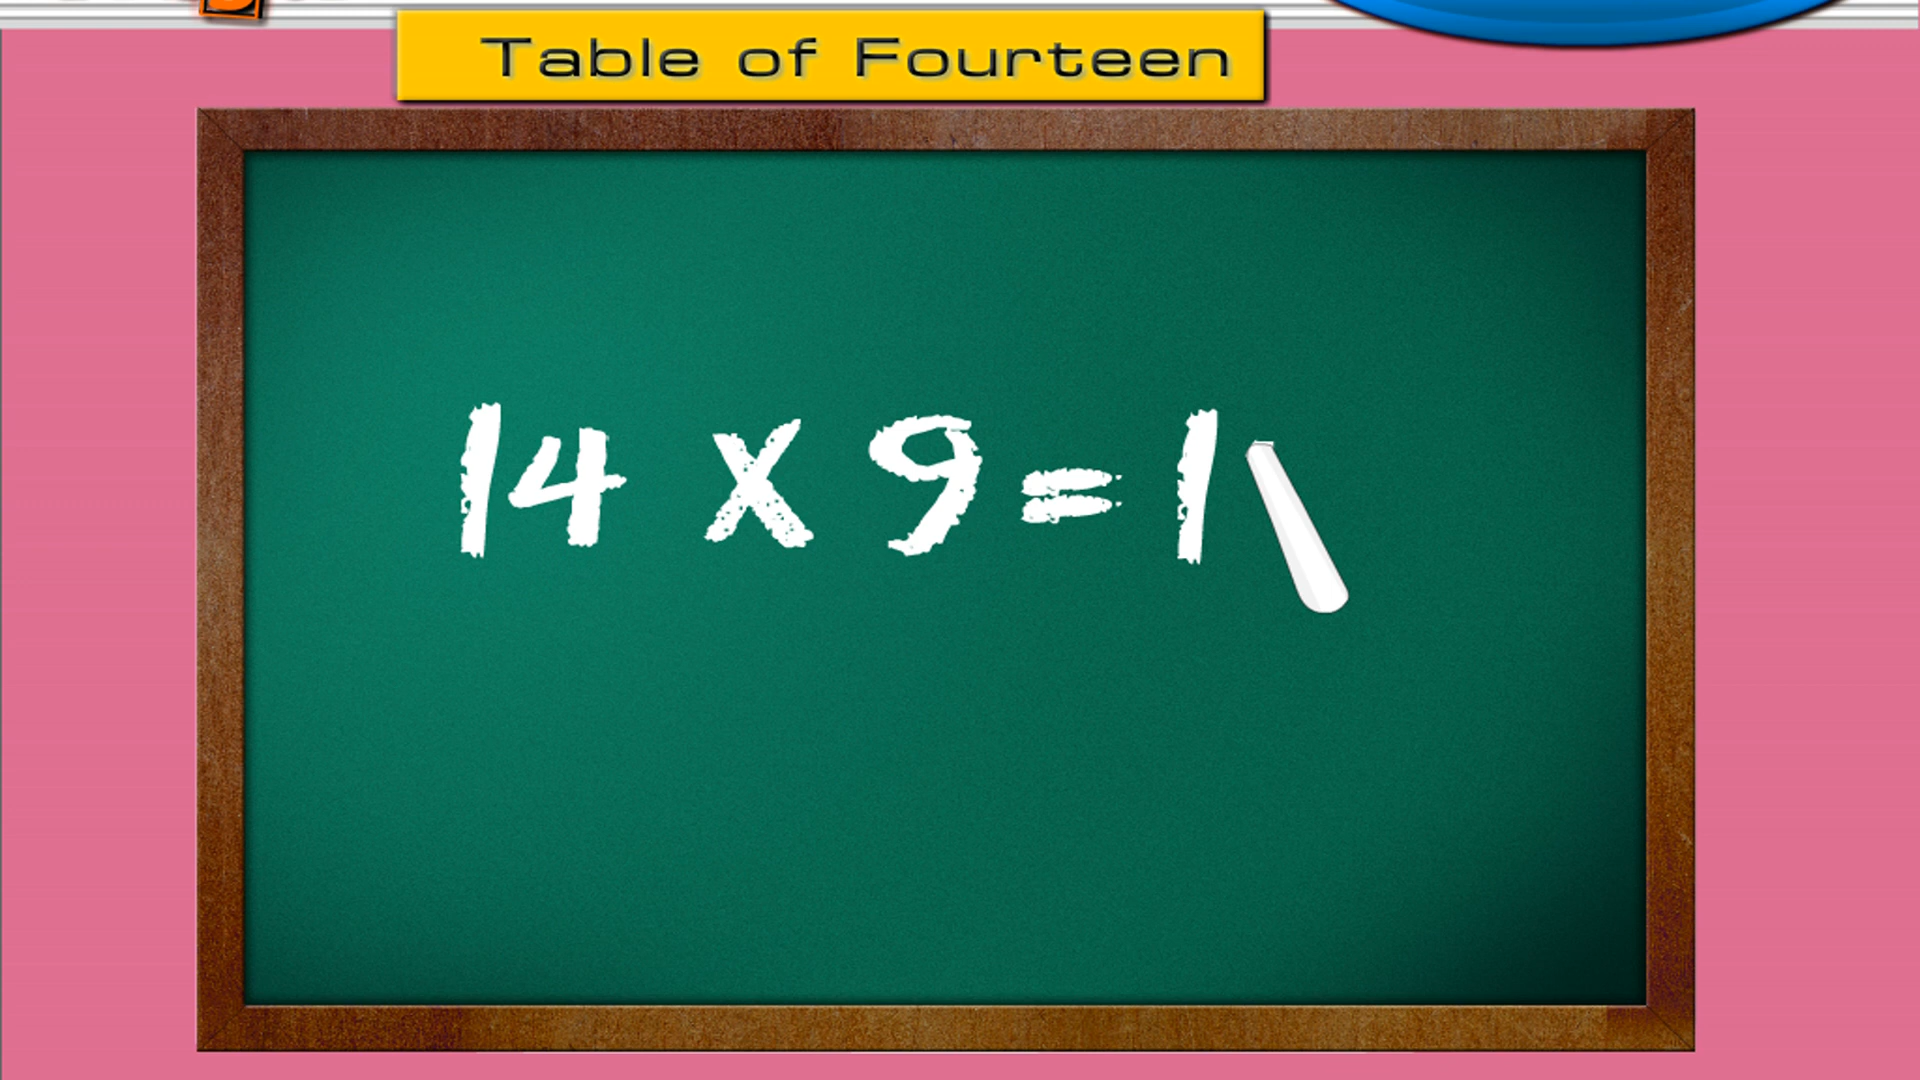 Table of Fourteen
14 x 9 = 1